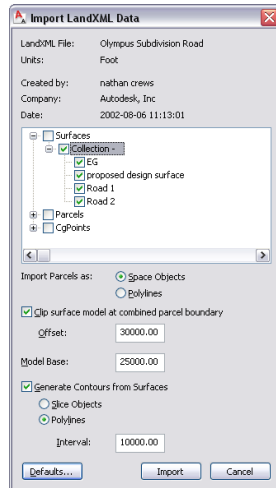 Import LandXML Data
LandXML File: Olympus Subdivision Road
Units: Foot
Created by: nathan crews
Company: Autodesk, Inc
Date: 2002-08-06 11:13:01
Surfaces
Collection -
EG
proposed design surface
Road 1
Road 2
Parcels
CgPoints
Import Parcels as: Space Objects
Polylines
Clip surface model at combined parcel boundary
Offset: 30000.00
Model Base: 25000.00
Generate Contours from Surfaces
Slice Objects
Polylines
Interval: 10000.00
Defaults... Import Cancel